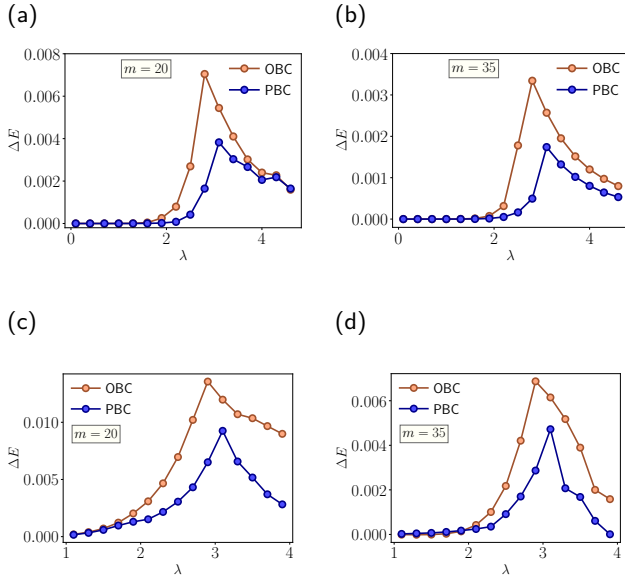 (a)
0.008
0.006
0.004
0.002
0.000
ΔE
m = 20
OBC
PBC
0
2
4
λ
(b)
0.004
0.003
0.002
0.001
0.000
ΔE
m = 35
OBC
PBC
0
2
4
λ
(c)
0.010
0.005
0.000
ΔE
OBC
PBC
m = 20
1
2
3
4
λ
(d)
0.006
0.004
0.002
0.000
ΔE
OBC
PBC
m = 35
1
2
3
4
λ